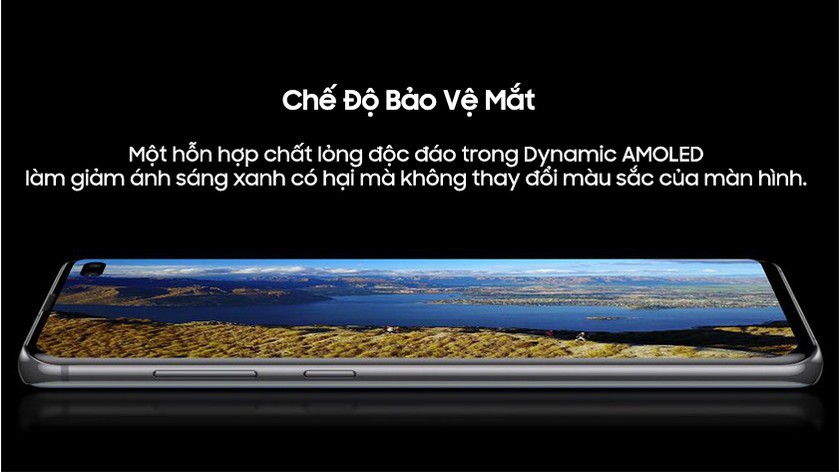 Chế Độ Bảo Vệ Mắt
Một hỗn hợp chất lỏng độc đáo trong Dynamic AMOLED
làm giảm ánh sáng xanh có hại mà không thay đổi màu sắc của màn hình.